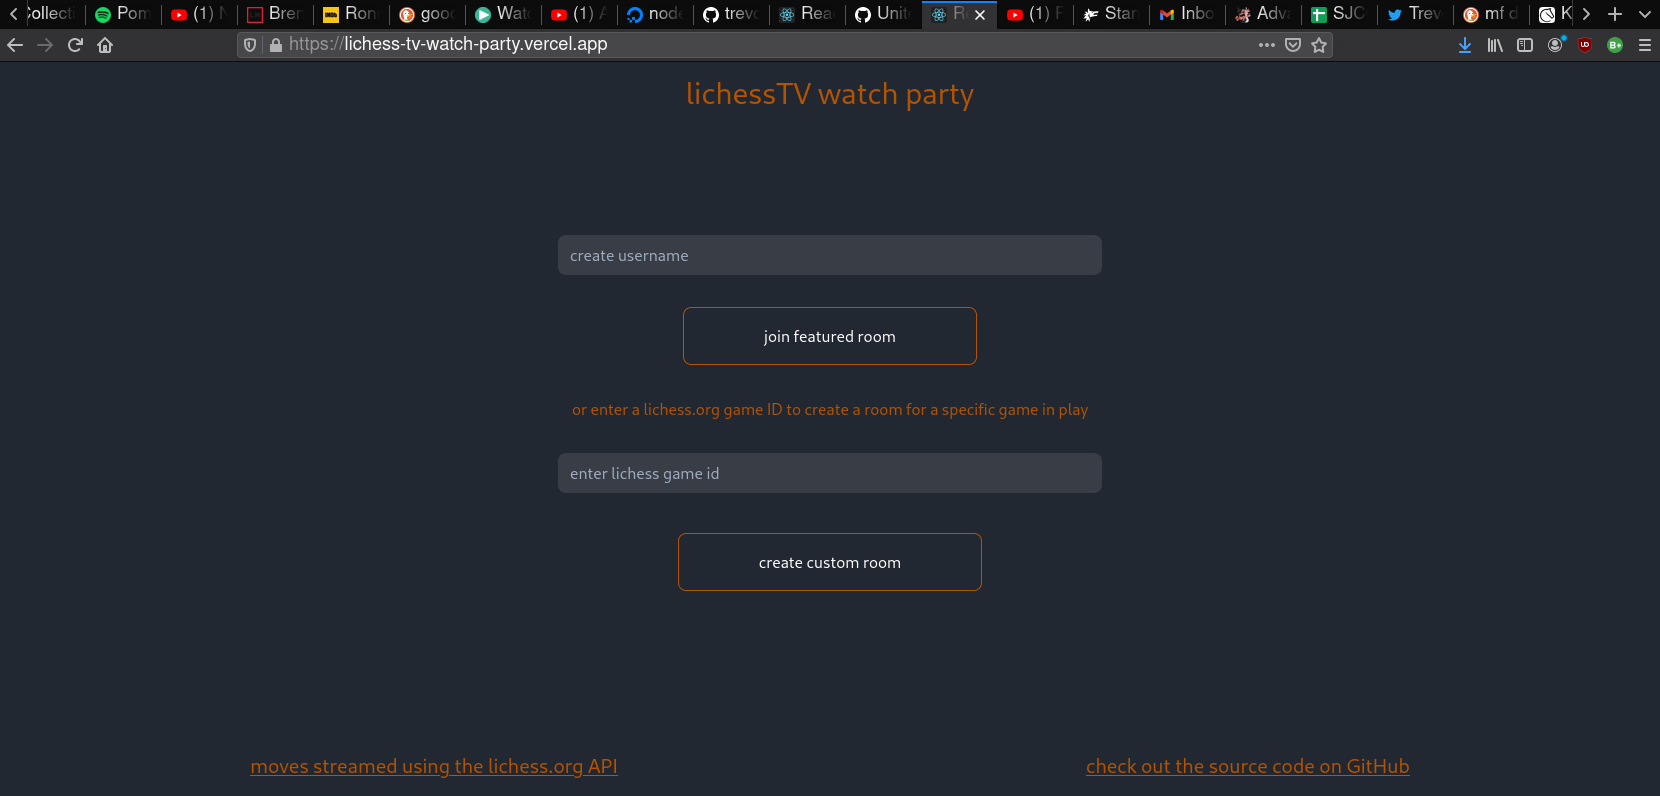 Pom
(1)
Bren
Ron
goo
Wat
(1)
node
trevo
Rea
Unit
(1)
Stan
Inbo
Adva
SJC
Trev
mf d
K
https://lichess-tv-watch-party.vercel.app
lichessTV watch party
create username
join featured room
or enter a lichess.org game ID to create a room for a specific game in play
enter lichess game id
create custom room
moves streamed using the lichess.org API
check out the source code on GitHub